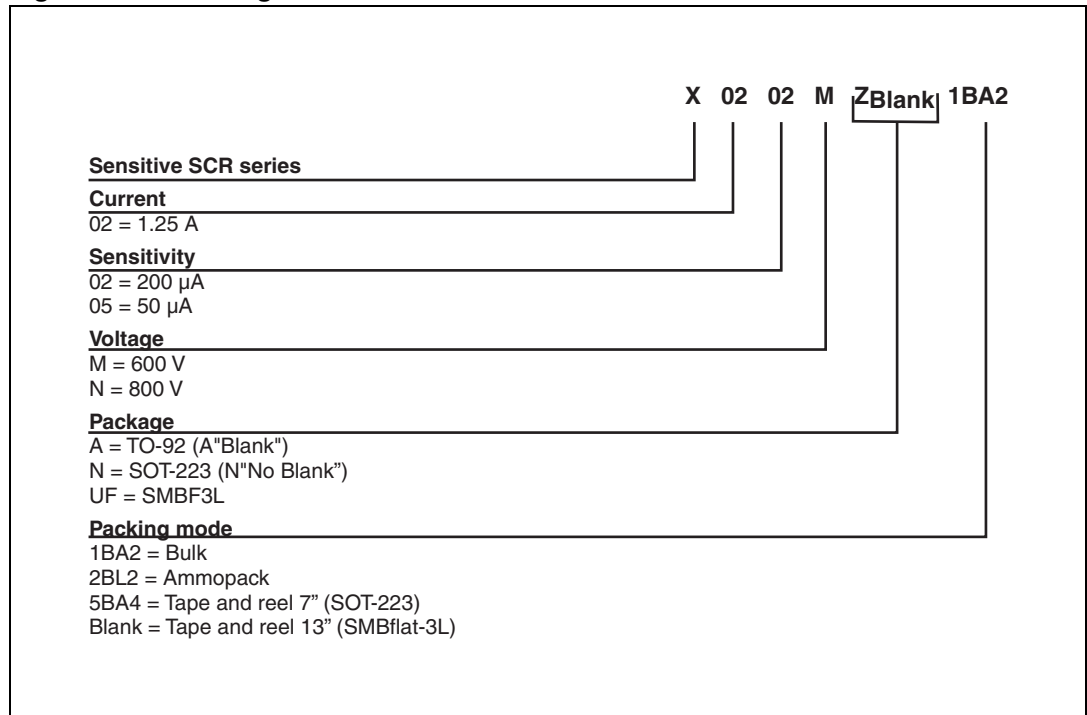 X 02 02 M ZBlank 1BA2
Sensitive SCR series
Current
02 = 1.25 A
Sensitivity
02 = 200 µA
05 = 50 µA
Voltage
M = 600 V
N = 800 V
Package
A = TO-92 (A"Blank")
N = SOT-223 (N"No Blank”)
UF = SMBF3L
Packing mode
1BA2 = Bulk
2BL2 = Ammopack
5BA4 = Tape and reel 7” (SOT-223)
Blank = Tape and reel 13” (SMBflat-3L)